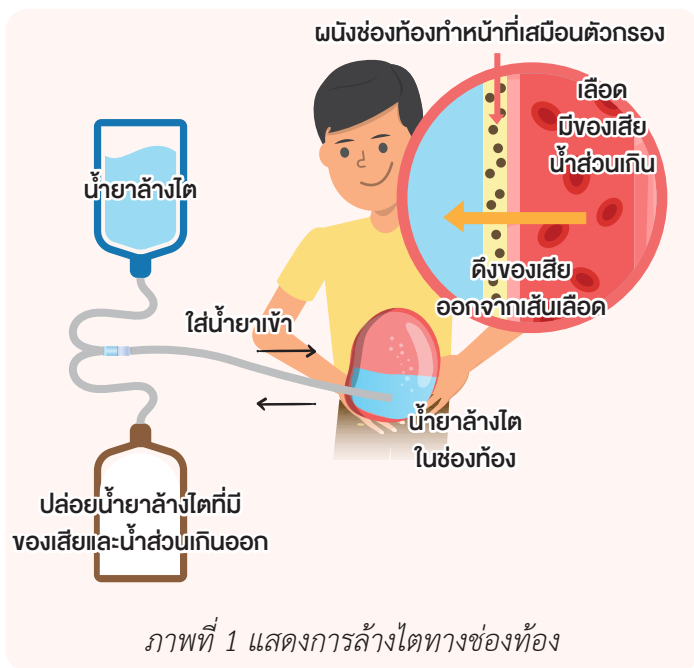 ผนังช่องท้องทำหน้าที่เสมือนตัวกรอง
เลือด
มีของเสีย
น้ำส่วนเกิน
น้ำยาล้างไต
ดึงของเสีย
ออกจากเส้นเลือด
ใส่น้ำยาเข้า
น้ำยาล้างไต
ในช่องท้อง
ปล่อยน้ำยาล้างไตที่มี
ของเสียและน้ำส่วนเกินออก
ภาพที่ 1 แสดงการล้างไตทางช่องท้อง